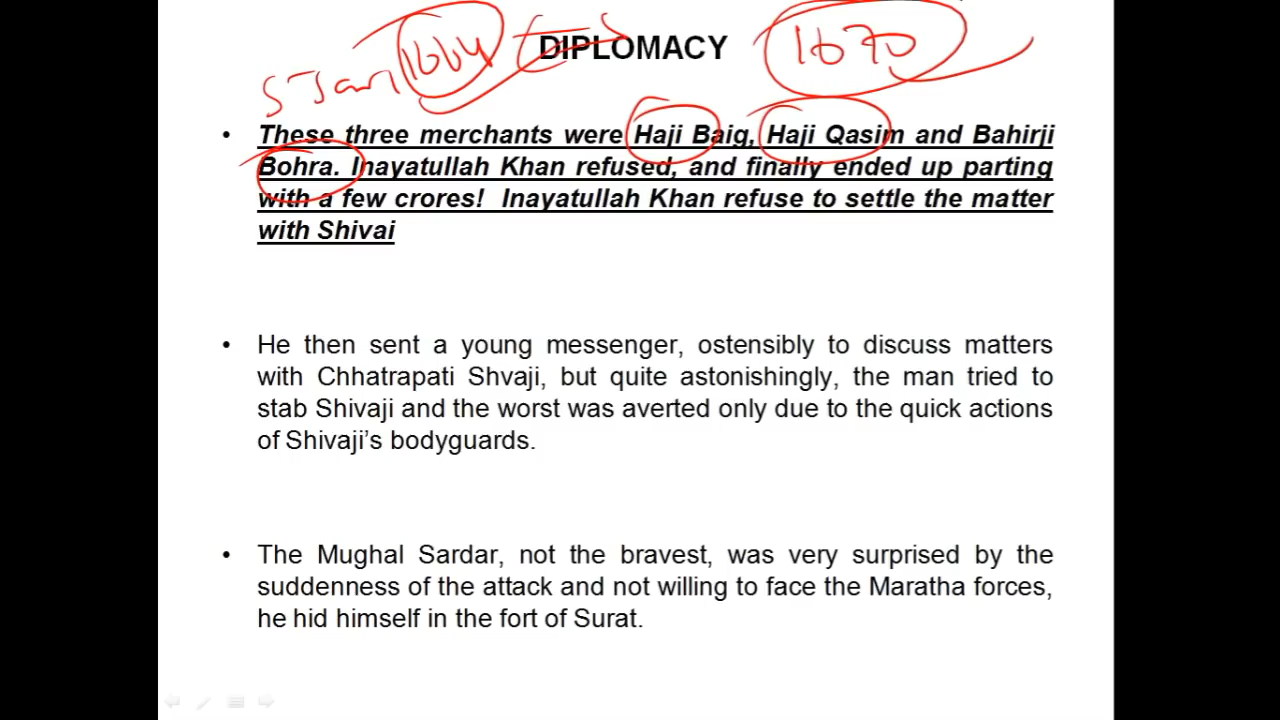 5 Jan 1664 DIPLOMACY 1670
• These three merchants were Haji Baig, Haji Qasim and Bahirji
Bohra. Inayatullah Khan refused, and finally ended up parting
with a few crores! Inayatullah Khan refuse to settle the matter
with Shivai
• He then sent a young messenger, ostensibly to discuss matters
with Chhatrapati Shvaji, but quite astonishingly, the man tried to
stab Shivaji and the worst was averted only due to the quick actions
of Shivaji’s bodyguards.
• The Mughal Sardar, not the bravest, was very surprised by the
suddenness of the attack and not willing to face the Maratha forces,
he hid himself in the fort of Surat.